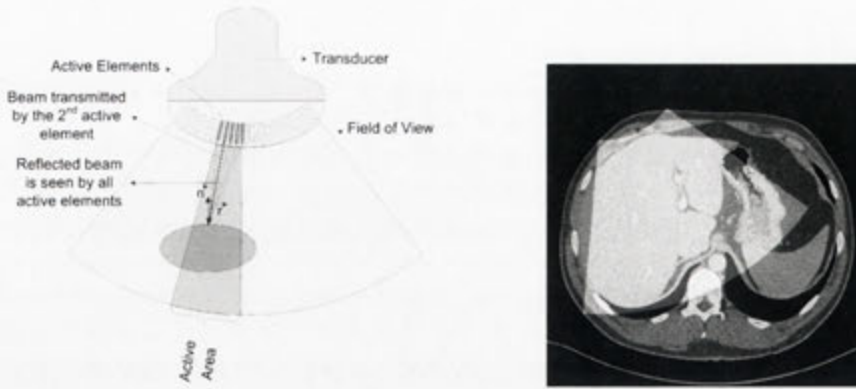 Active Elements
Transducer
Beam transmitted
by the 2nd active
element
Field of View
Reflected beam
is seen by all
active elements
n
r
Active
Area